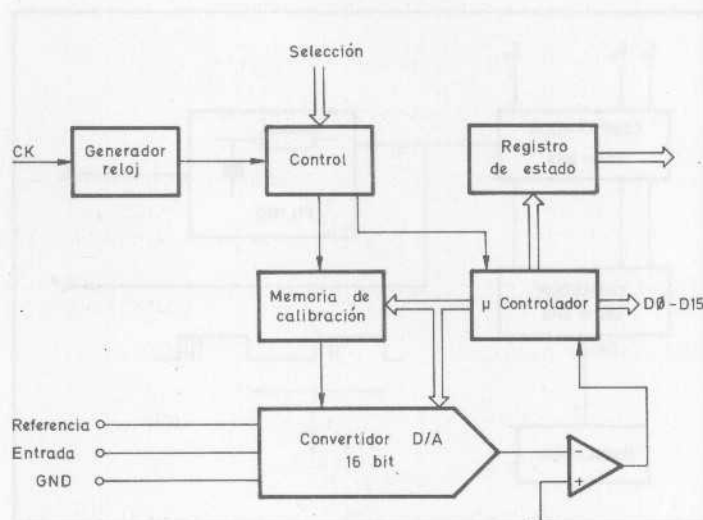 Selección
CK
Generador
reloj
Control
Registro
de estado
Memoria de
calibración
μ Controlador
DØ-D15
Referencia
Entrada
GND
Convertidor D/A
16 bit
-
+